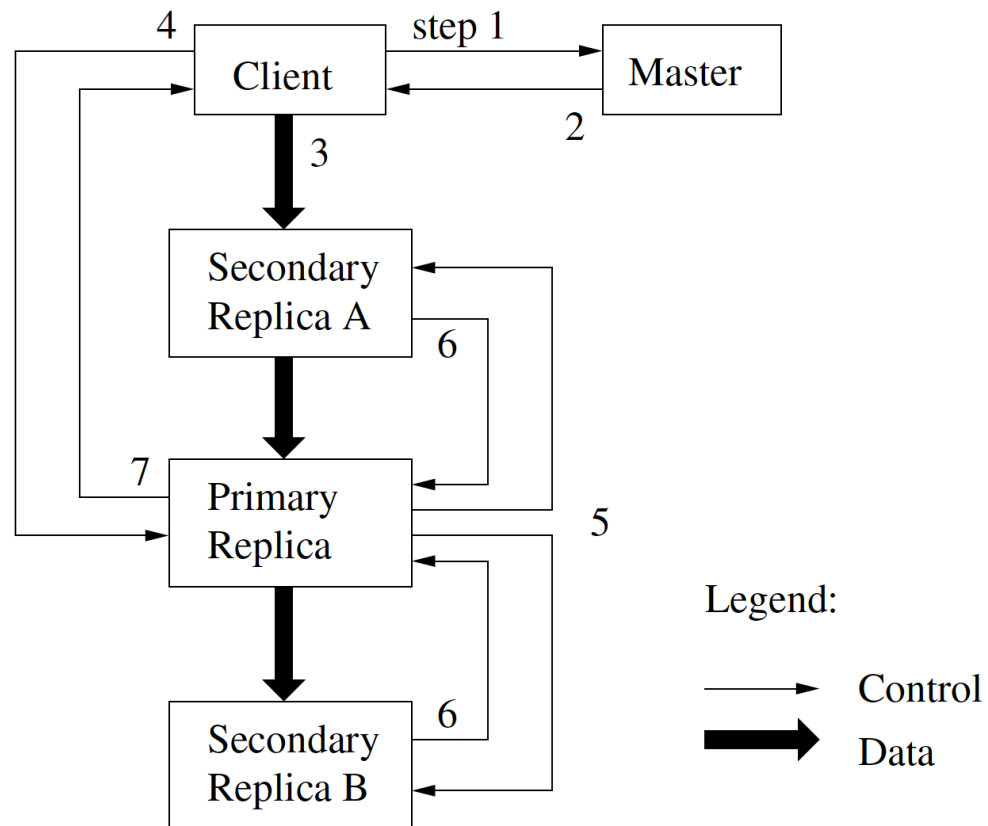 4
step 1
Client
Master
2
3
Secondary
Replica A
6
7
Primary
Replica
5
Legend:
Control
Data
6
Secondary
Replica B